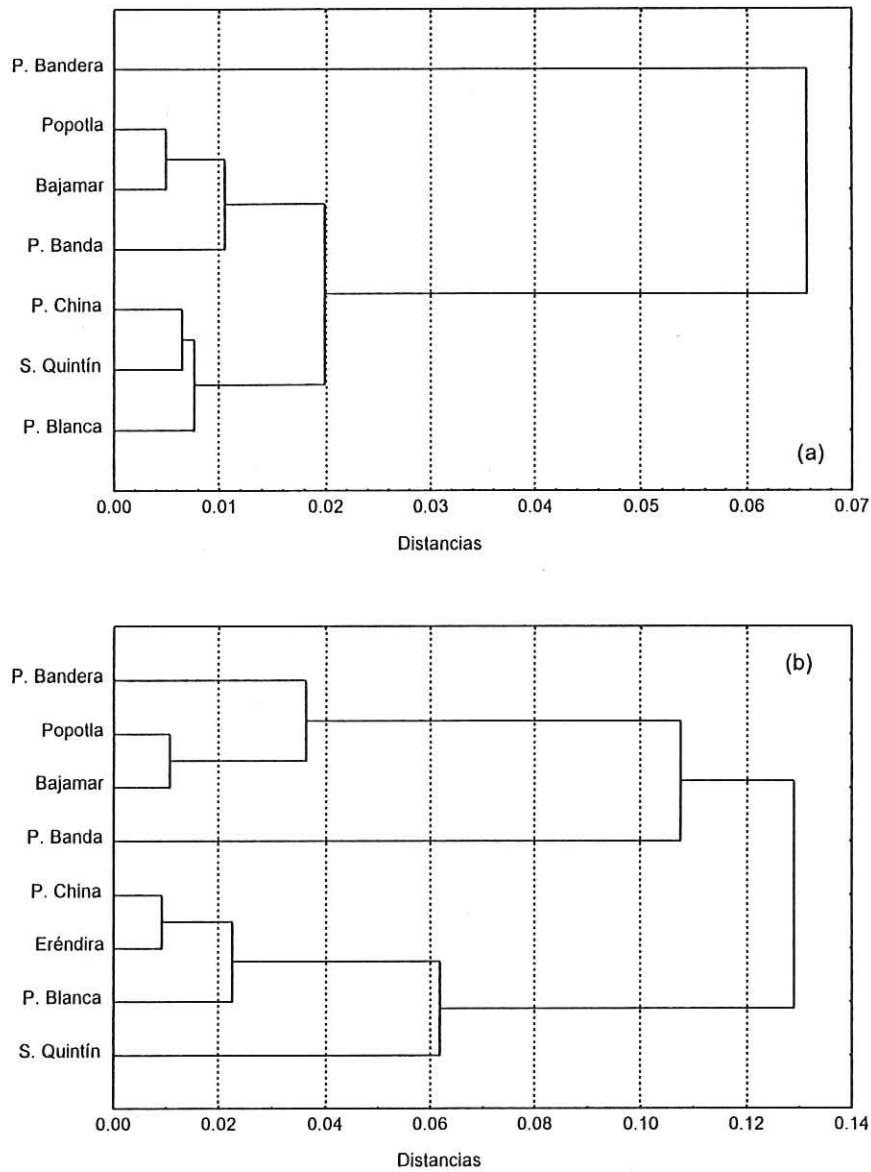 P. Bandera
Popotla
Bajamar
P. Banda
P. China
S. Quintín
P. Blanca
(a)
0.00 0.01 0.02 0.03 0.04 0.05 0.06 0.07
Distancias
(b)
P. Bandera
Popotla
Bajamar
P. Banda
P. China
Eréndira
P. Blanca
S. Quintín
0.00 0.02 0.04 0.06 0.08 0.10 0.12 0.14
Distancias